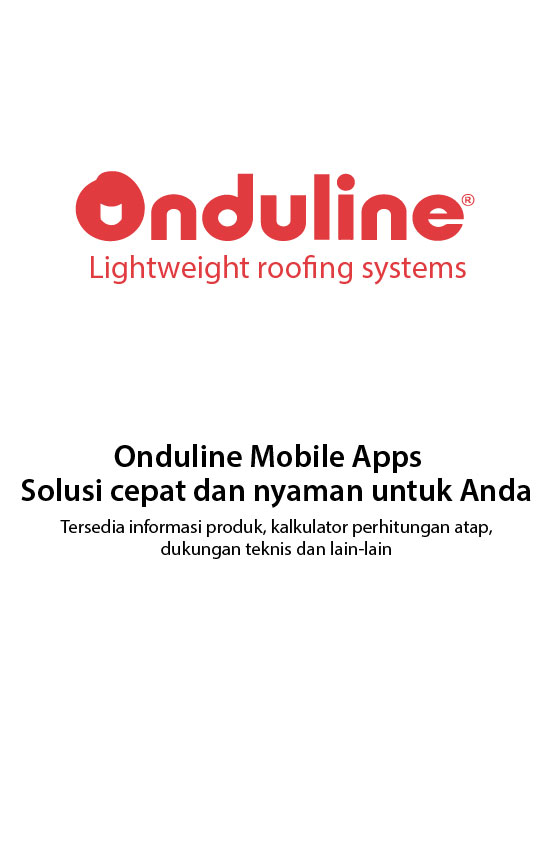 Onduline®
Lightweight roofing systems
Onduline Mobile Apps
Solusi cepat dan nyaman untuk Anda
Tersedia informasi produk, kalkulator perhitungan atap,
dukungan teknis dan lain-lain